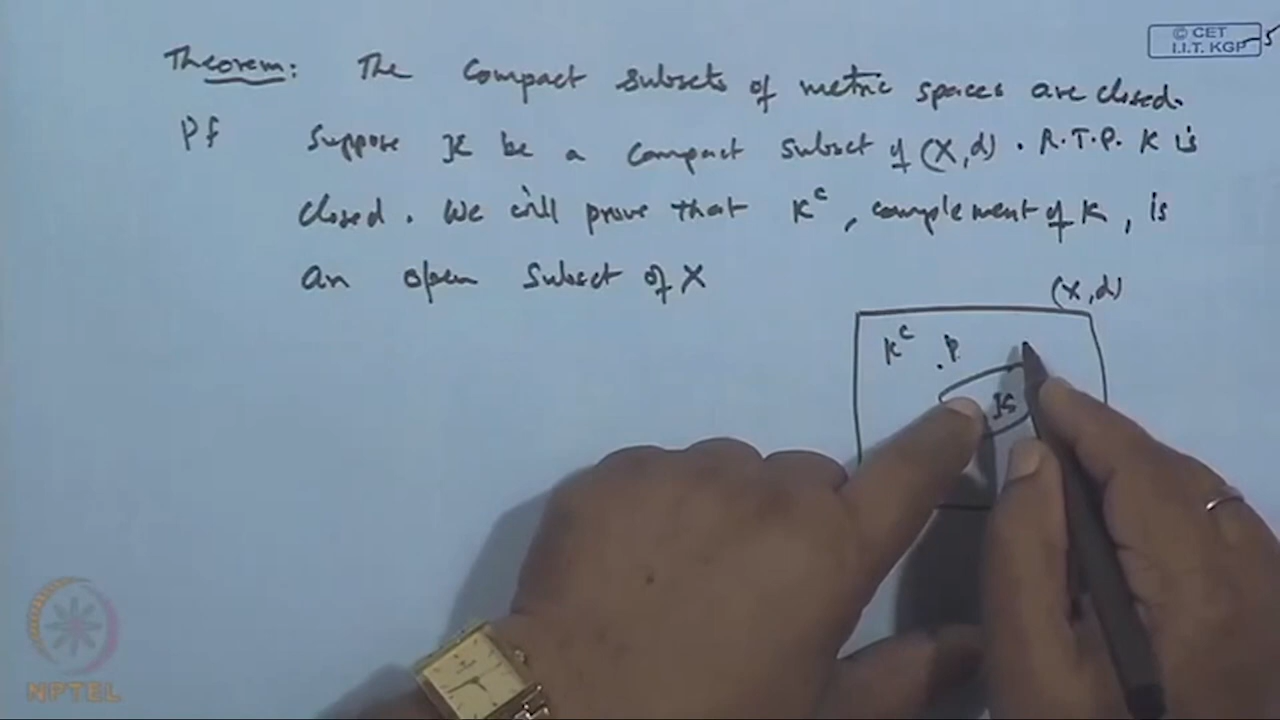 © CET
I.I.T. KGP
Theorem: The Compact subsets of metric spaces are closed.
Pf Suppose K be a compact subset of (X,d). R.T.P. K is
closed. We will prove that K^c, complement of K, is
an open subset of X
(X,d)
K^c .p
K
NPTEL